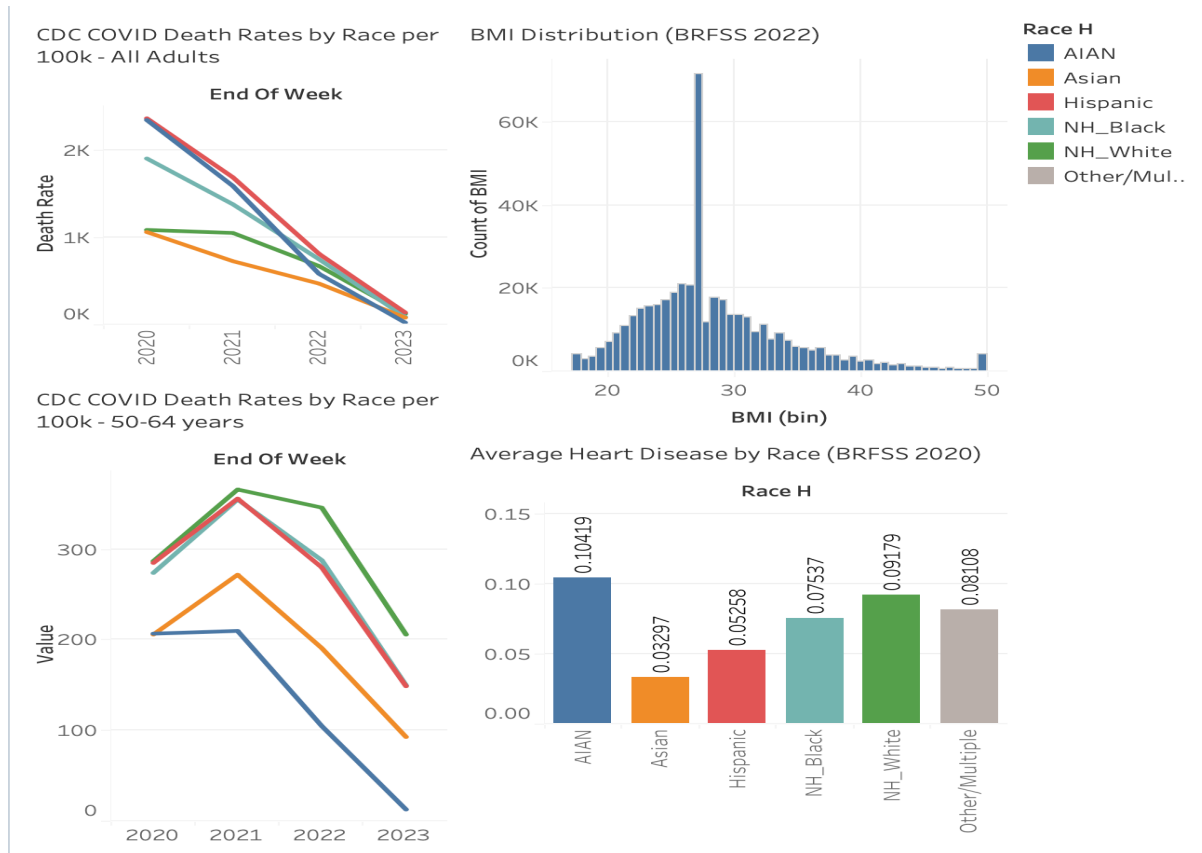 CDC COVID Death Rates by Race per
100k - All Adults
End Of Week
Death Rate
2K
1K
0K
2020
2021
2022
2023
BMI Distribution (BRFSS 2022)
Count of BMI
60K
40K
20K
0K
20
30
40
50
BMI (bin)
Race H
AIAN
Asian
Hispanic
NH_Black
NH_White
Other/Mul..
CDC COVID Death Rates by Race per
100k - 50-64 years
End Of Week
Value
300
200
100
0
2020
2021
2022
2023
Average Heart Disease by Race (BRFSS 2020)
Race H
0.15
0.10
0.05
0.00
0.10419
0.03297
0.05258
0.07537
0.09179
0.08108
AIAN
Asian
Hispanic
NH_Black
NH_White
Other/Multiple